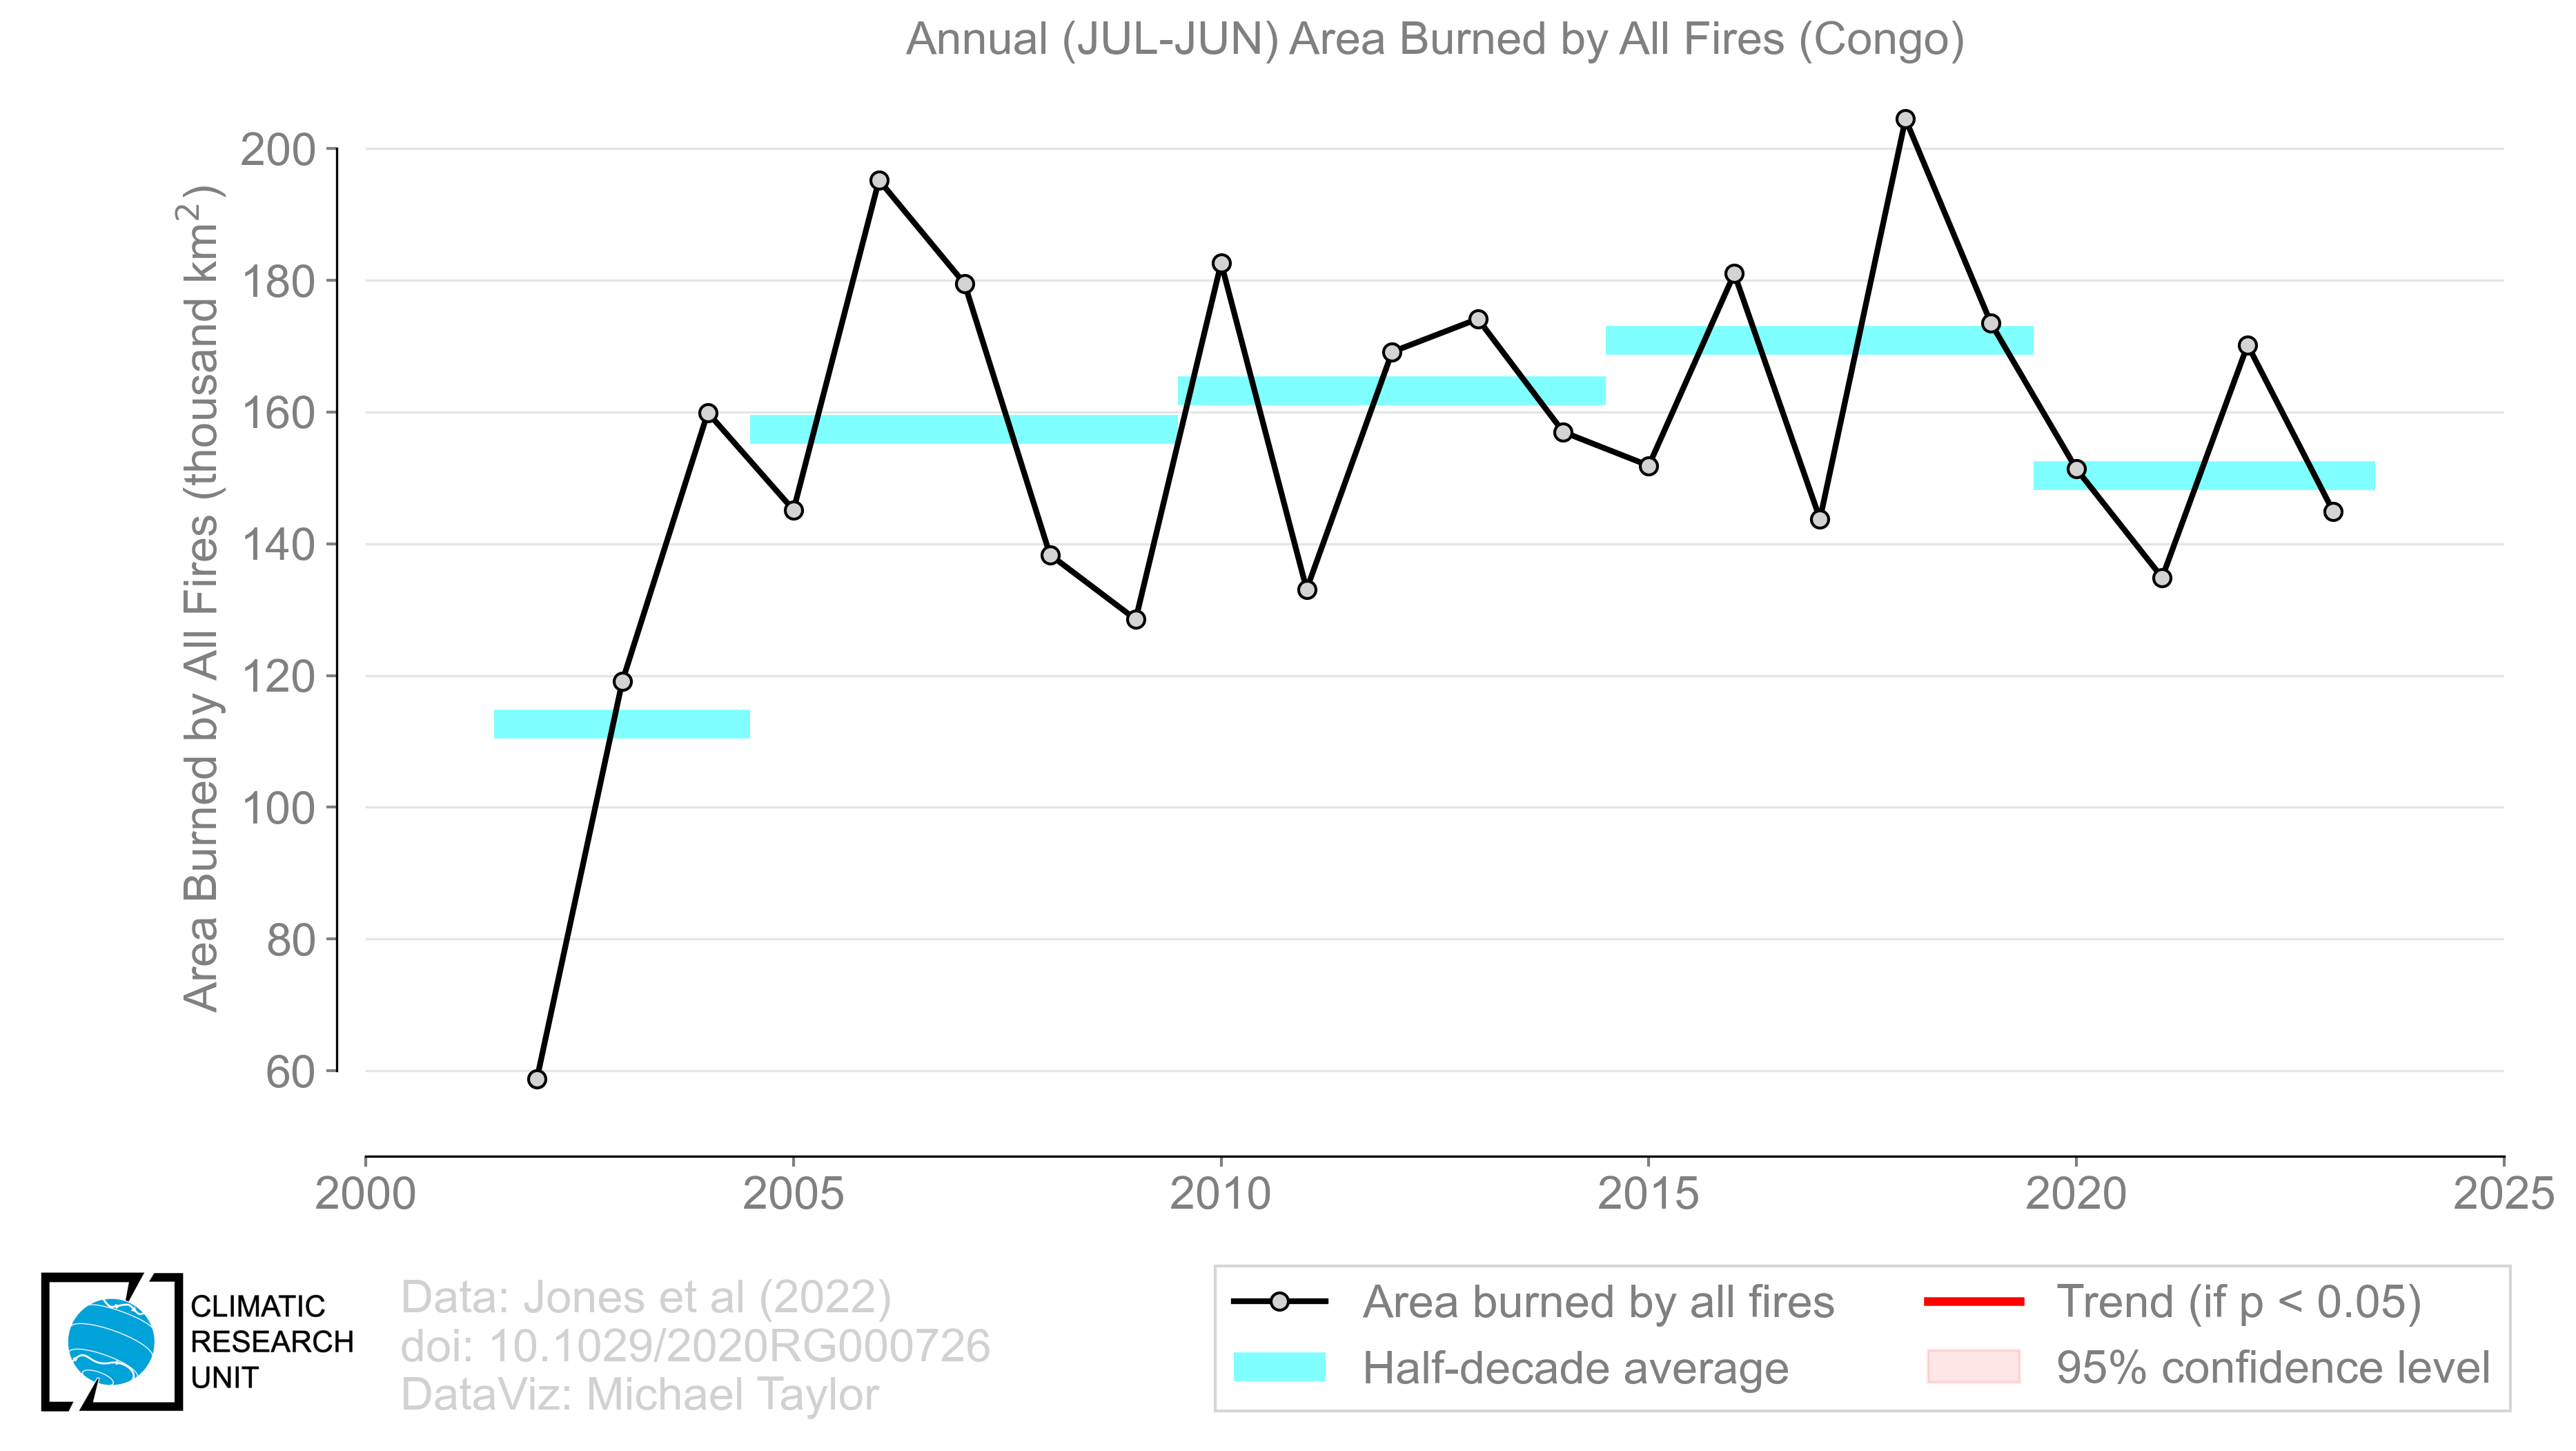 Annual (JUL-JUN) Area Burned by All Fires (Congo)
Area Burned by All Fires (thousand km²)
200
180
160
140
120
100
80
60
2000
2005
2010
2015
2020
2025
CLIMATIC
RESEARCH
UNIT
Data: Jones et al (2022)
doi: 10.1029/2020RG000726
DataViz: Michael Taylor
Area burned by all fires
Half-decade average
Trend (if p < 0.05)
95% confidence level